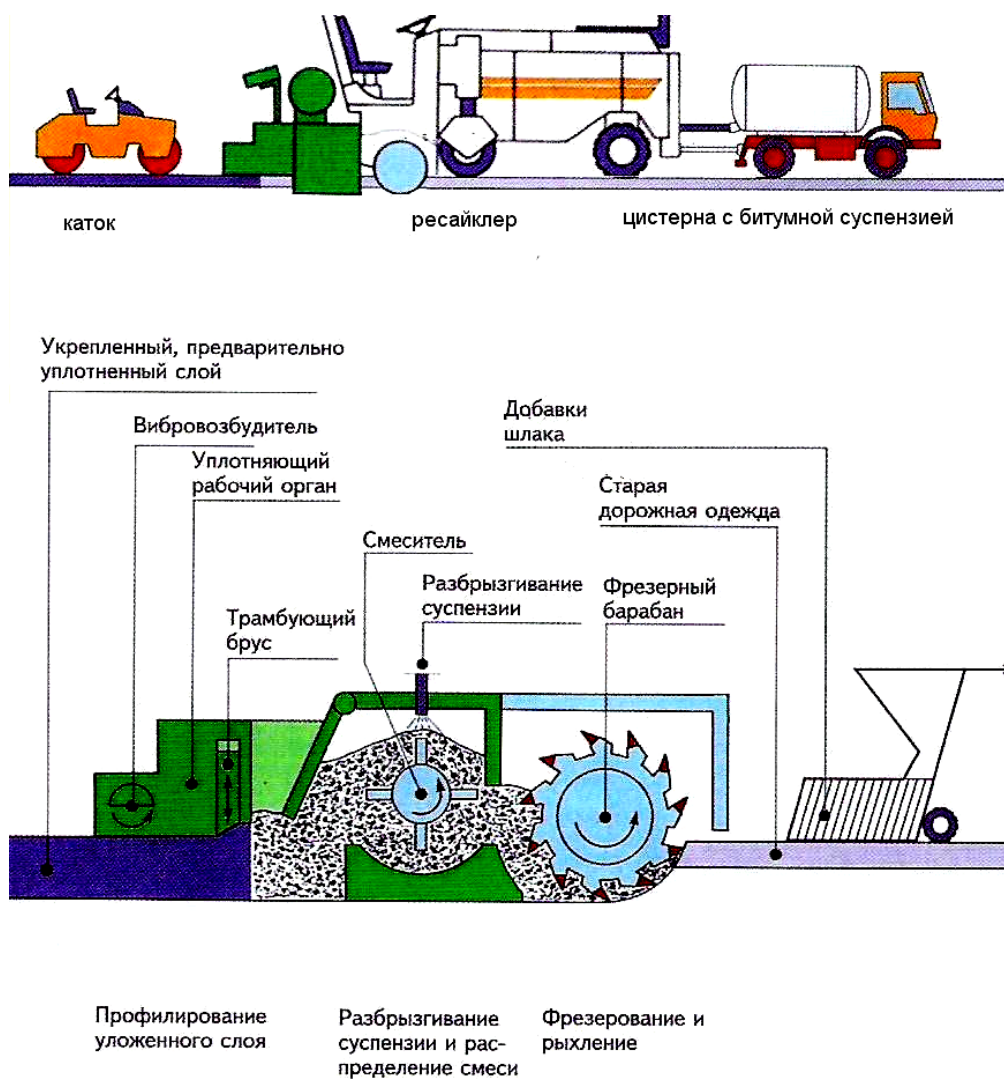 каток
ресайклер
цистерна с битумной суспензией
Укрепленный, предварительно
уплотненный слой
Вибровозбудитель
Уплотняющий
рабочий орган
Добавки
шлака
Старая
дорожная одежда
Смеситель
Разбрызгивание
суспензии
Фрезерный
барабан
Трамбующий
брус
Профилирование
уложенного слоя
Разбрызгивание
суспензии и рас-
пределение смеси
Фрезерование и
рыхление